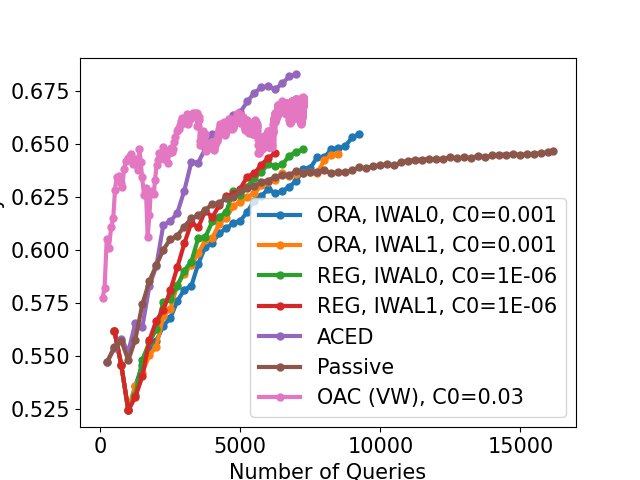 0.675
0.650
0.625
0.600
0.575
0.550
0.525
0
5000
10000
15000
Number of Queries
ORA, IWAL0, C0=0.001
ORA, IWAL1, C0=0.001
REG, IWAL0, C0=1E-06
REG, IWAL1, C0=1E-06
ACED
Passive
OAC (VW), C0=0.03